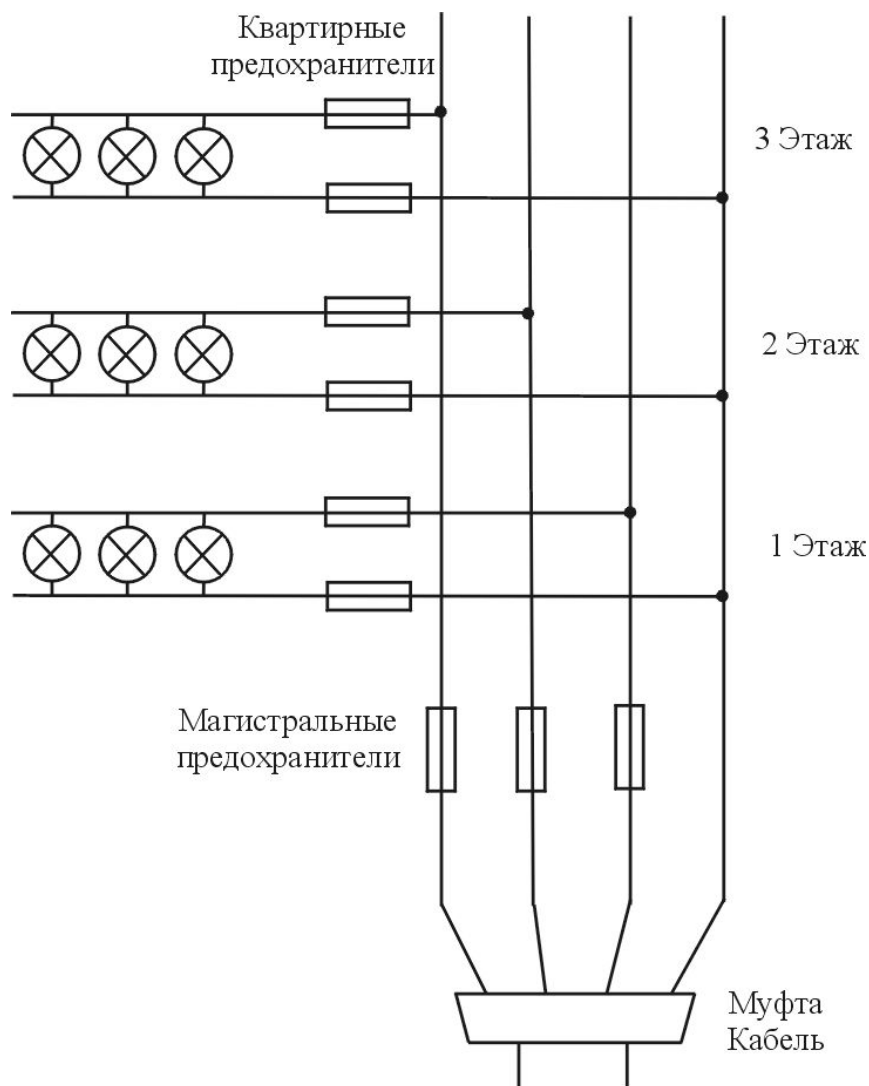 Квартирные
предохранители
3 Этаж
2 Этаж
1 Этаж
Магистральные
предохранители
Муфта
Кабель